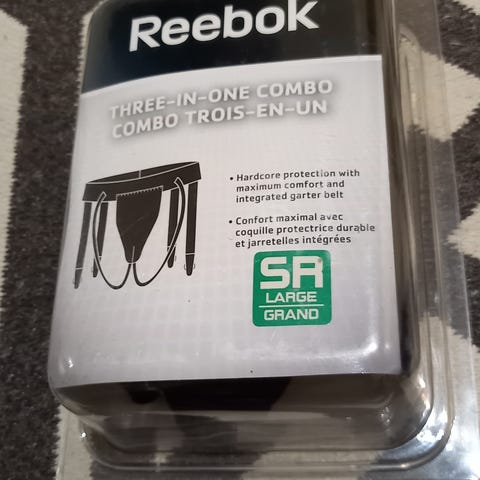 Reebok
THREE-IN-ONE COMBO
COMBO TROIS-EN-UN
• Hardcore protection with
maximum comfort and
integrated garter belt
• Confort maximal avec
coquille protectrice durable
et jarretelles intégrées
SR
LARGE
GRAND